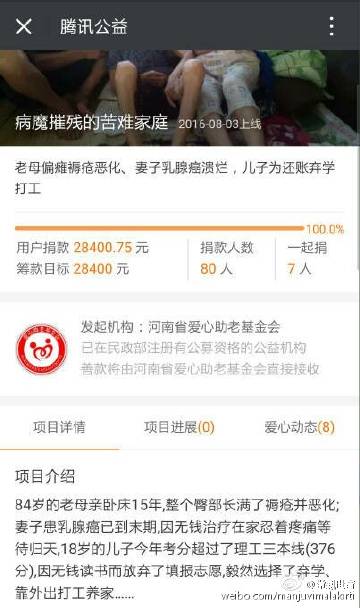 腾讯公益
病魔摧残的苦难家庭 2016-08-03上线
老母偏瘫褥疮恶化、妻子乳腺癌溃烂，儿子为还账弃学
打工
100.0%
用户捐款 28400.75 元 捐款人数 一起捐
筹款目标 28400 元 80 人 7 人
发起机构：河南省爱心助老基金会
已在民政部注册有公募资格的公益机构
善款将由河南省爱心助老基金会直接接收
项目详情 项目进展(0) 爱心动态(8)
项目介绍
84岁的老母亲卧床15年,整个臀部长满了褥疮并恶化;
妻子患乳腺癌已到末期,因无钱治疗在家忍着疼痛等
待归天,18岁的儿子今年考分超过了理工三本线(376
分),因无钱读书而放弃了填报志愿,毅然选择了弃学、
靠外出打工养家......
weibo.com/manjuvimalakirti